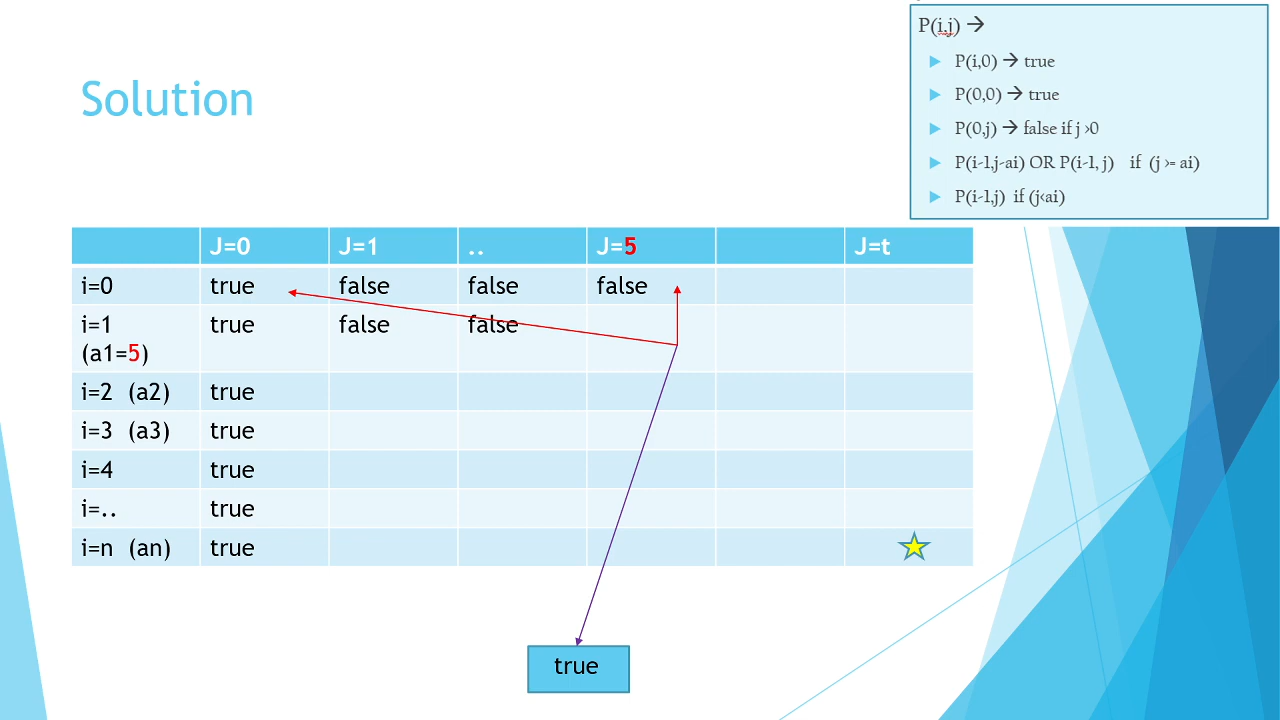 P(i,j) →
P(i,0) → true
P(0,0) → true
P(0,j) → false if j >0
P(i-1,j-ai) OR P(i-1, j) if (j >= ai)
P(i-1,j) if (j<ai)
Solution
J=0 J=1 .. J=5 J=t
i=0 true false false false
i=1 true false false
(a1=5)
i=2 (a2) true
i=3 (a3) true
i=4 true
i=.. true
i=n (an) true
true